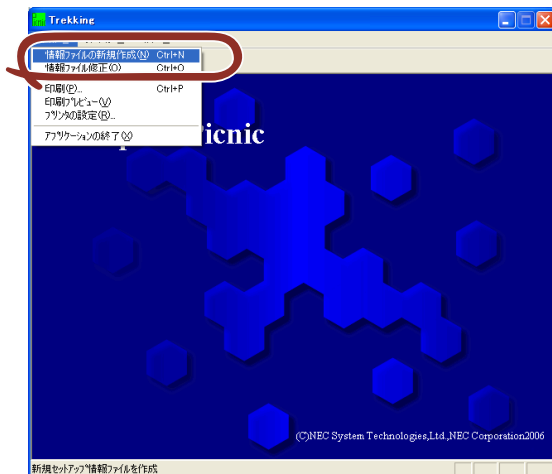 Trekking
情報ファイルの新規作成(N) Ctrl+N
情報ファイル修正(O) Ctrl+O
印刷(P)... Ctrl+P
印刷プレビュー(V)
プリンタの設定(R)...
アプリケーションの終了(X)
icnic
(C)NEC System Technologies,Ltd.,NEC Corporation2006
新規セットアップ情報ファイルを作成